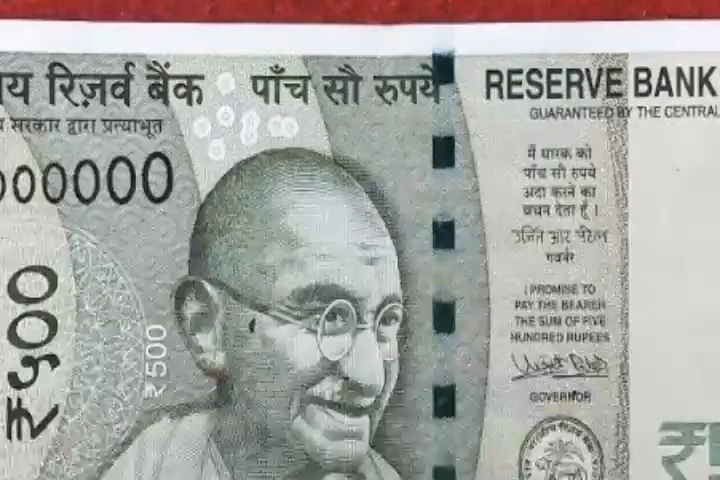 रिज़र्व बैंक पाँच सौ रुपये RESERVE BANK
सरकार द्वारा प्रत्याभूत GUARANTEED BY THE CENTRAL
000000
मैं धारक को
पाँच सौ रुपये
अदा करने का
वचन देता हूँ।
उर्जित आर पटेल
गवर्नर
I PROMISE TO
PAY THE BEARER
THE SUM OF FIVE
HUNDRED RUPEES
GOVERNOR
₹५००
₹500